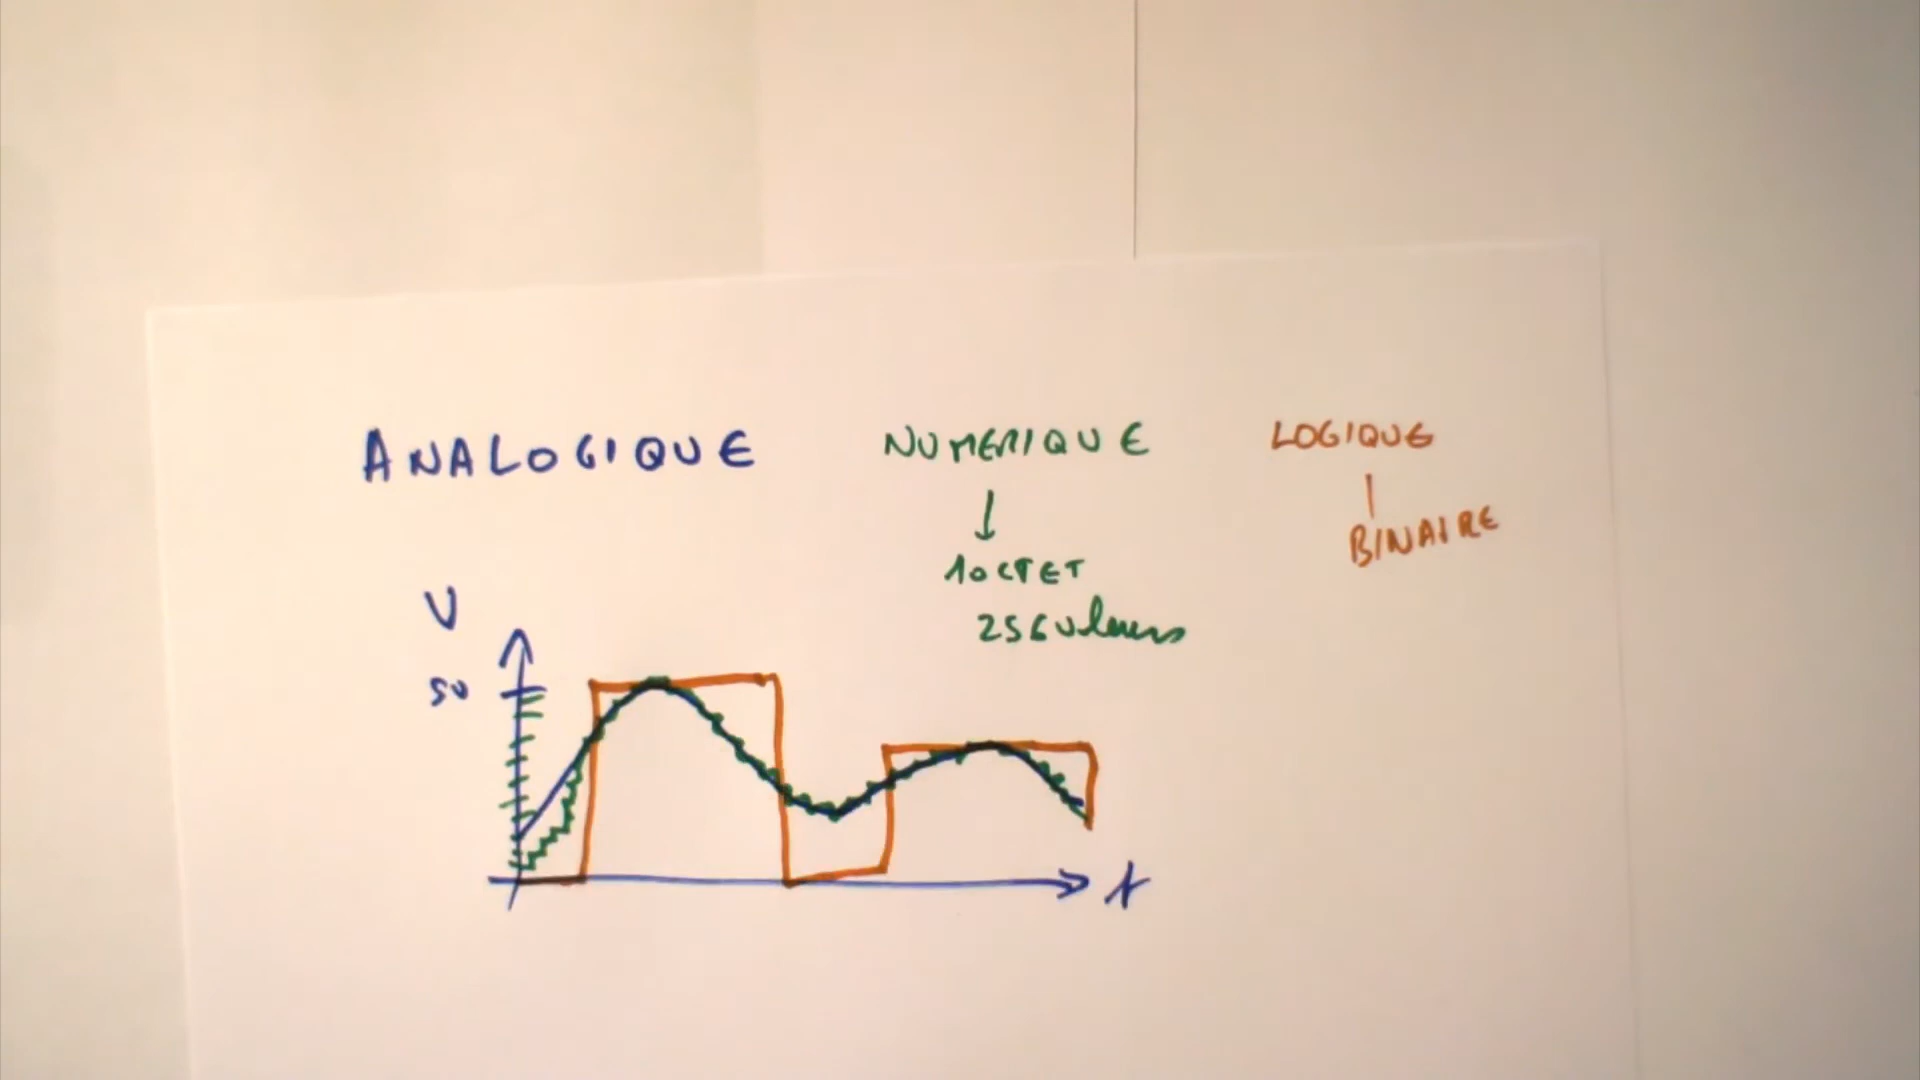 ANALOGIQUE
NUMERIQUE
LOGIQUE
1 OCTET
BINAIRE
256 valeurs
V
5V
t